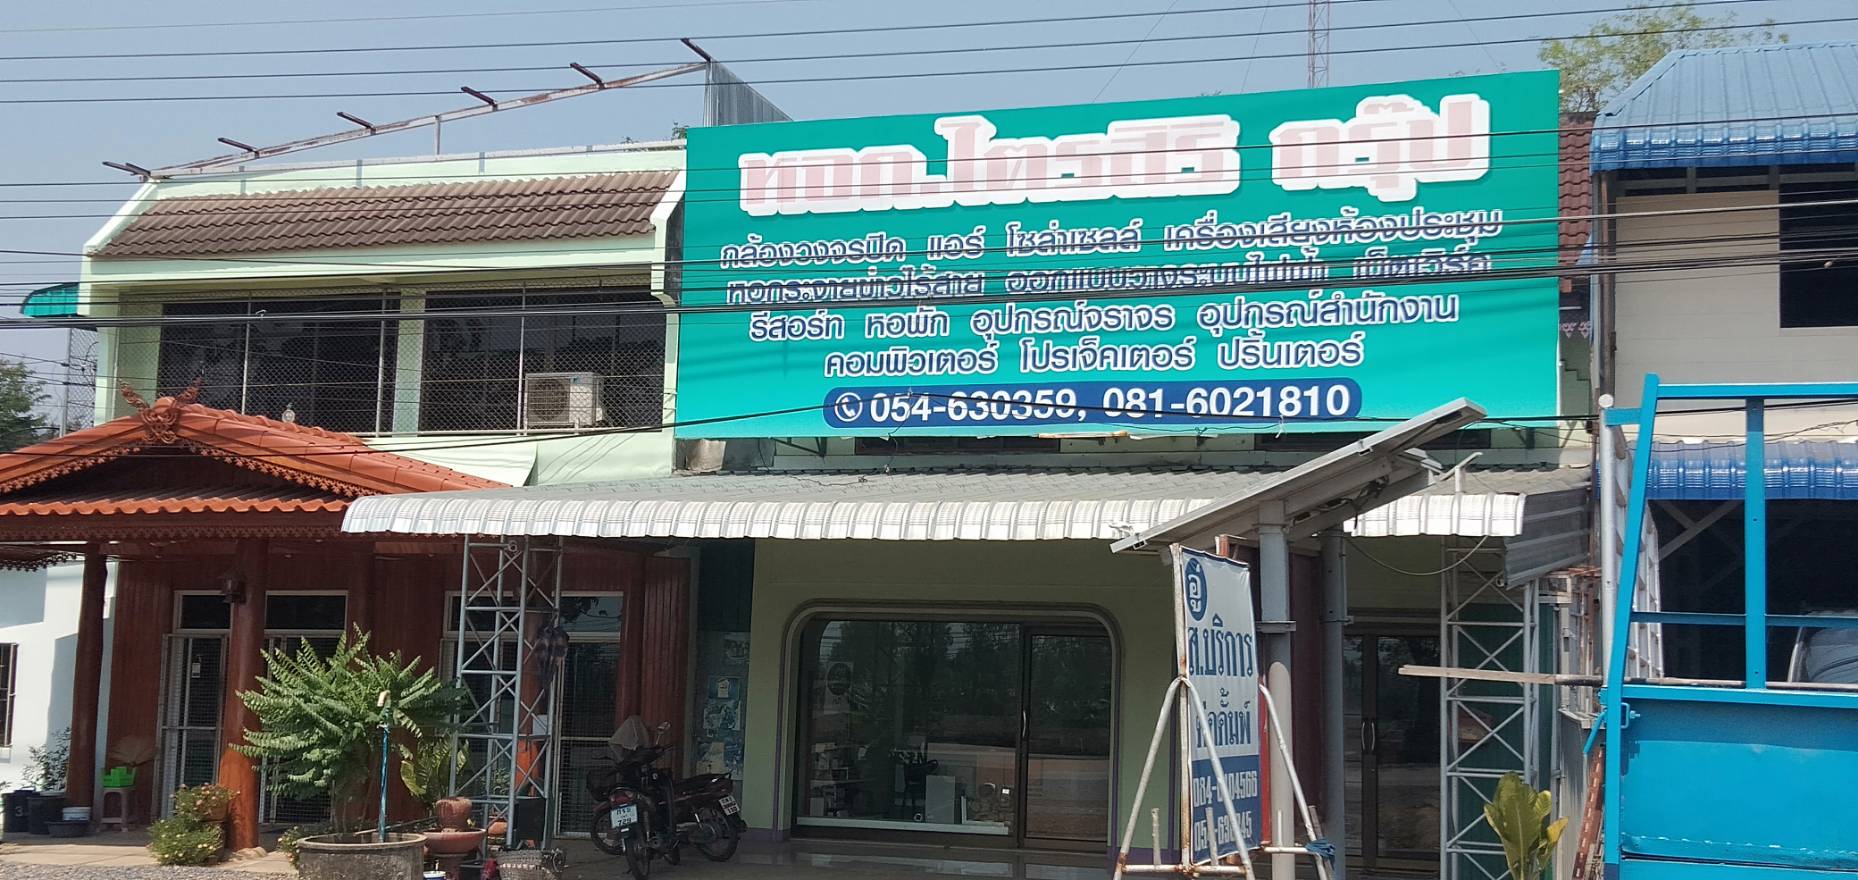 หจก.ไตรสิริ กรุ๊ป
กล้องวงจรปิด แอร์ โซล่าเซลล์ เครื่องเสียงห้องประชุม
หอกระจายข่าวไร้สาย ออกแบบวางระบบไฟฟ้า เน็ตเวิร์ค
รีสอร์ท หอพัก อุปกรณ์จราจร อุปกรณ์สำนักงาน
คอมพิวเตอร์ โปรเจ็คเตอร์ ปริ้นเตอร์
054-630359, 081-6021810
อู่
ส.บริการ